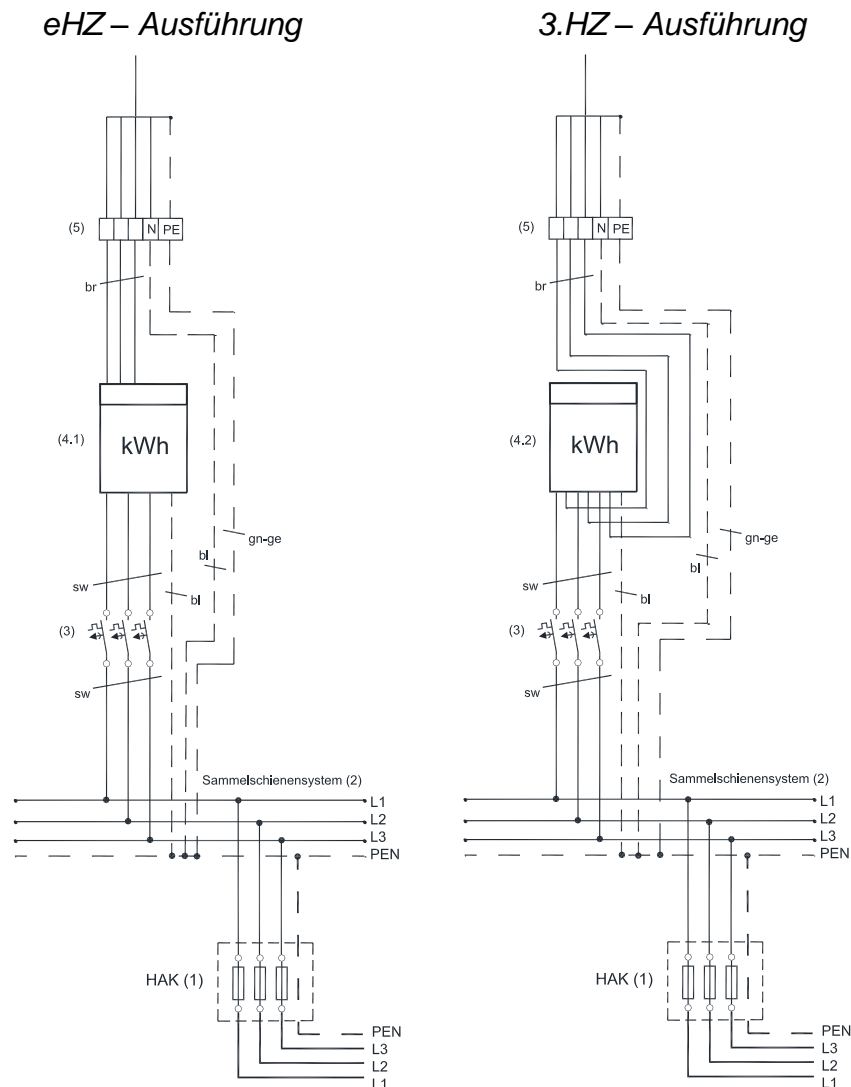 eHZ – Ausführung
(5)
N PE
br
(4.1)
kWh
gn-ge
bl
sw
bl
(3)
sw
Sammelschienensystem (2)
L1
L2
L3
PEN
HAK (1)
PEN
L3
L2
L1
3.HZ – Ausführung
(5)
N PE
br
(4.2)
kWh
gn-ge
bl
sw
bl
(3)
sw
Sammelschienensystem (2)
L1
L2
L3
PEN
HAK (1)
PEN
L3
L2
L1